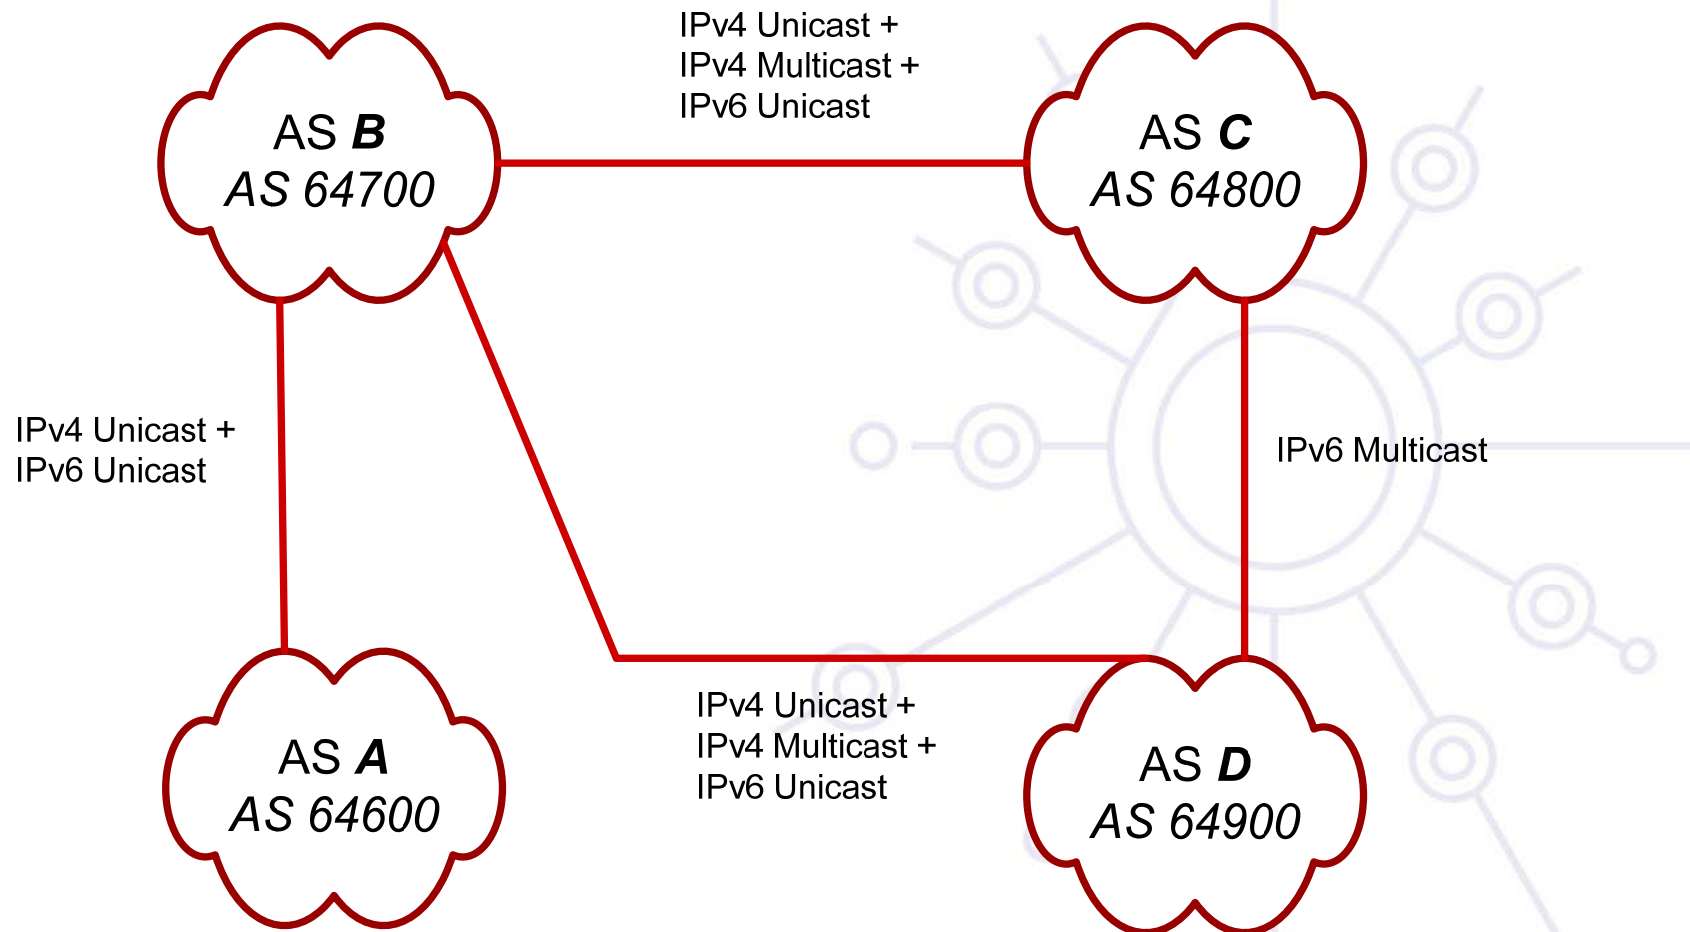 IPv4 Unicast +
IPv4 Multicast +
IPv6 Unicast
AS B
AS 64700
AS C
AS 64800
IPv4 Unicast +
IPv6 Unicast
IPv6 Multicast
IPv4 Unicast +
IPv4 Multicast +
IPv6 Unicast
AS A
AS 64600
AS D
AS 64900